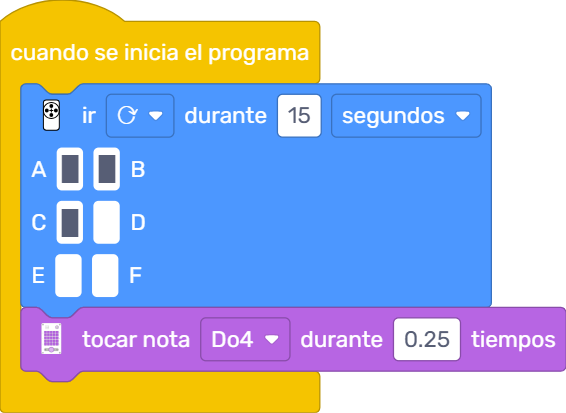 cuando se inicia el programa
ir durante 15 segundos
A B
C D
E F
tocar nota Do4 durante 0.25 tiempos